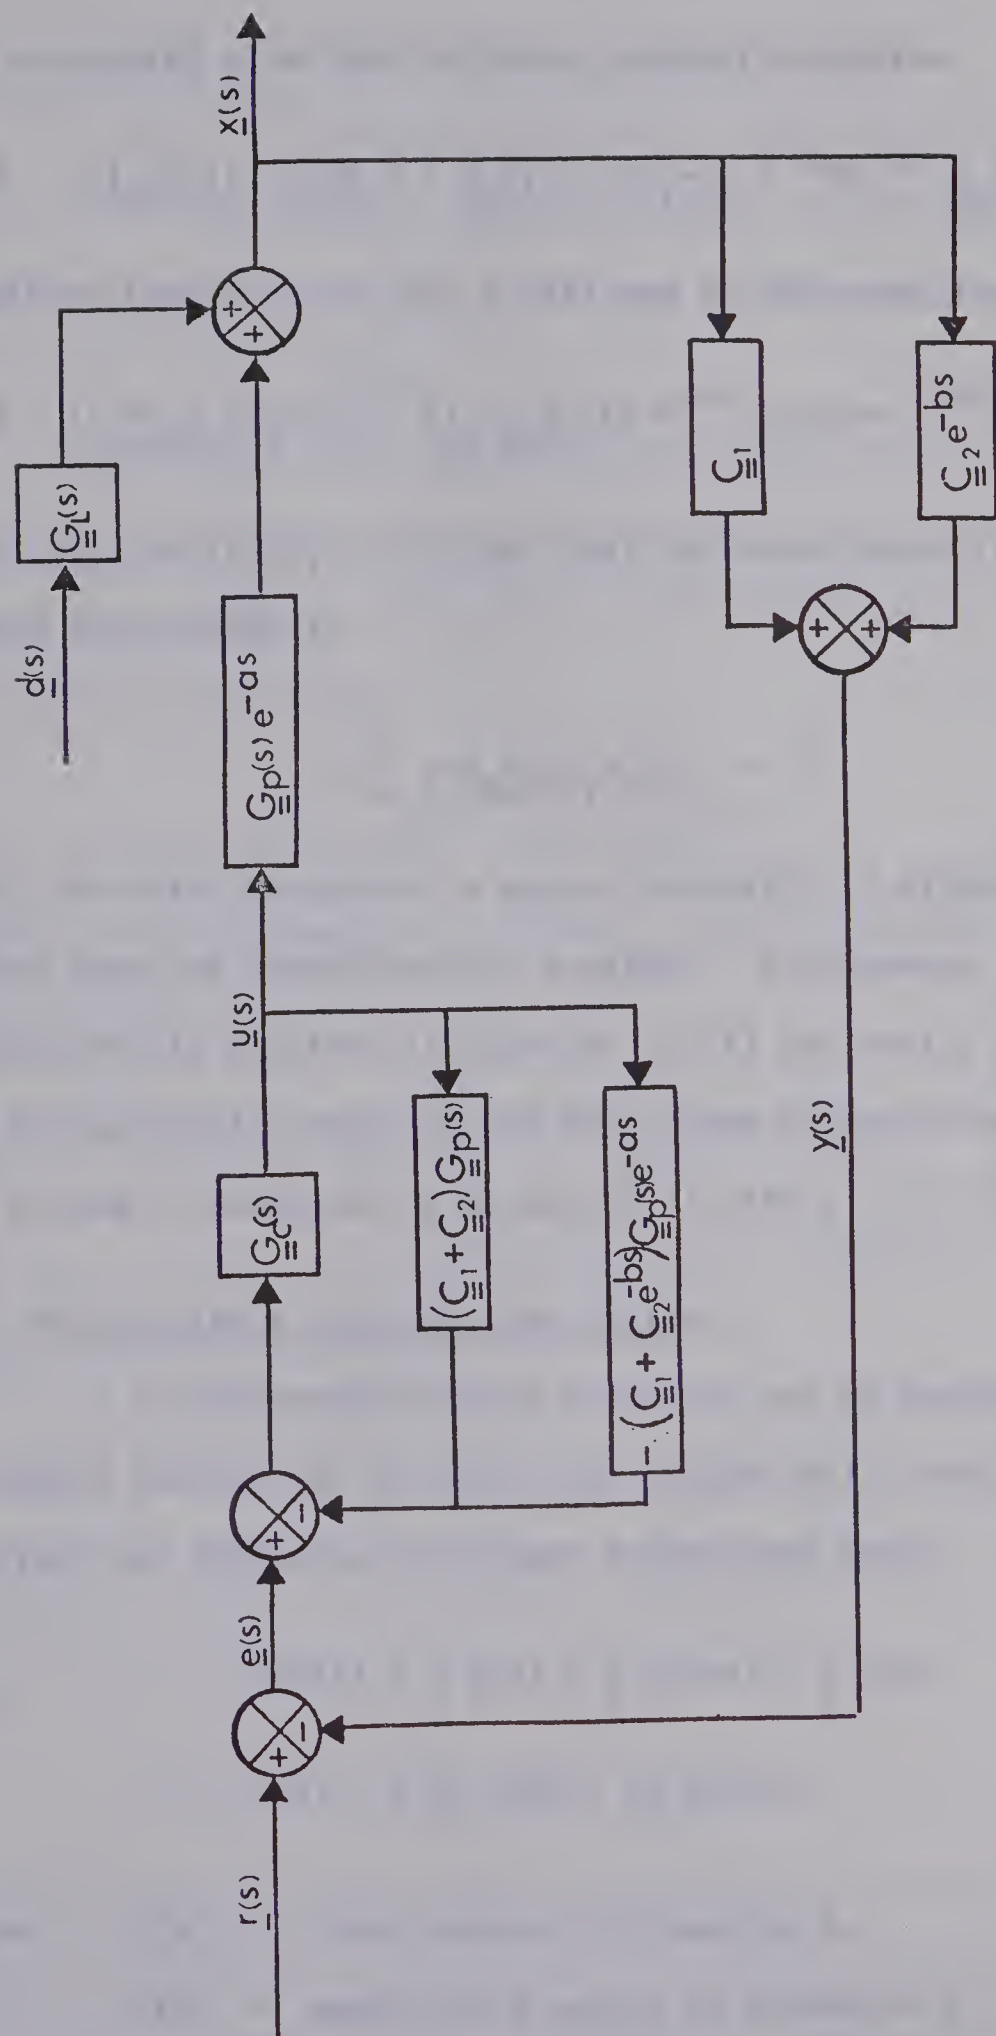 r(s)
e(s)
+
-
+
-
G_c(s)
u(s)
(C_1 + C_2) G_p(s)
- (C_1 + C_2 e^-bs) G_p(s) e^-as
G_p(s) e^-as
d(s)
G_L(s)
+
+
x(s)
C_1
C_2 e^-bs
+
+
y(s)